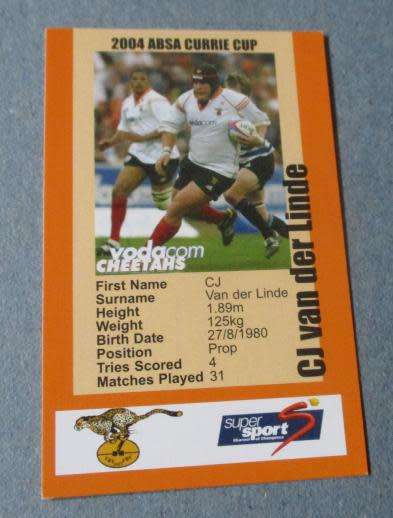 2004 ABSA CURRIE CUP
vodacom
vodacom
CHEETAHS
CJ van der Linde
First Name CJ
Surname Van der Linde
Height 1.89m
Weight 125kg
Birth Date 27/8/1980
Position Prop
Tries Scored 4
Matches Played 31
super
sport